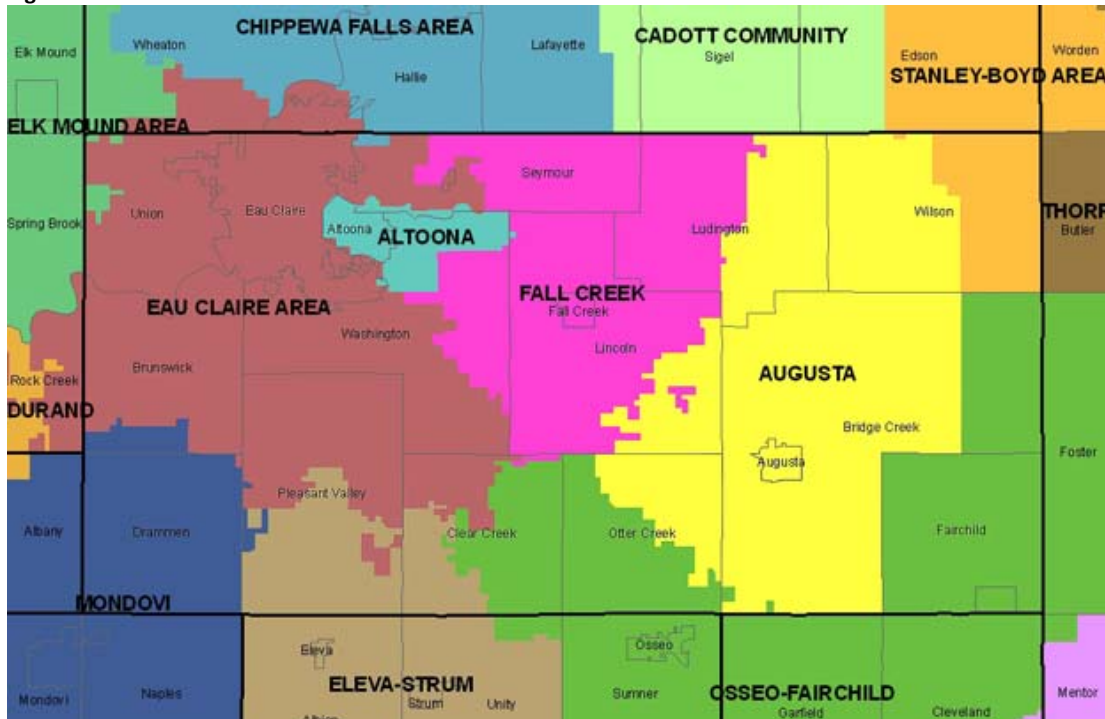 CHIPPEWA FALLS AREA
CADOTT COMMUNITY
Elk Mound
Wheaton
Lafayette
Sigel
Edson
Worden
Hallie
STANLEY-BOYD AREA
ELK MOUND AREA
Seymour
Spring Brook
Union
Eau Claire
Altoona
ALTOONA
Ludington
Wilson
THORP
Butler
EAU CLAIRE AREA
FALL CREEK
Fall Creek
Washington
Lincoln
Brunswick
AUGUSTA
Rock Creek
DURAND
Bridge Creek
Augusta
Foster
Pleasant Valley
Albany
Drammen
Clear Creek
Otter Creek
Fairchild
MONDOVI
Eleva
Osseo
ELEVA-STRUM
OSSEO-FAIRCHILD
Mondovi
Naples
Strum
Unity
Sumner
Garfield
Cleveland
Mentor